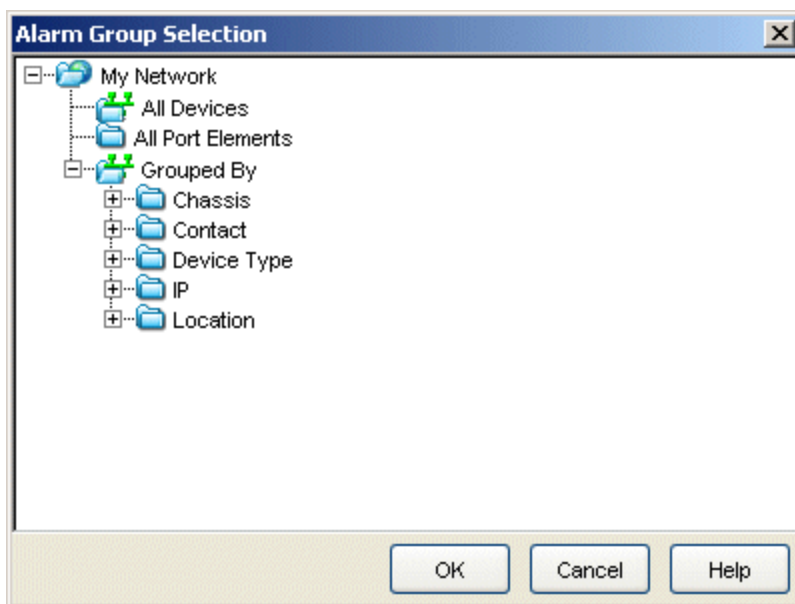 Alarm Group Selection
My Network
All Devices
All Port Elements
Grouped By
Chassis
Contact
Device Type
IP
Location
OK Cancel Help